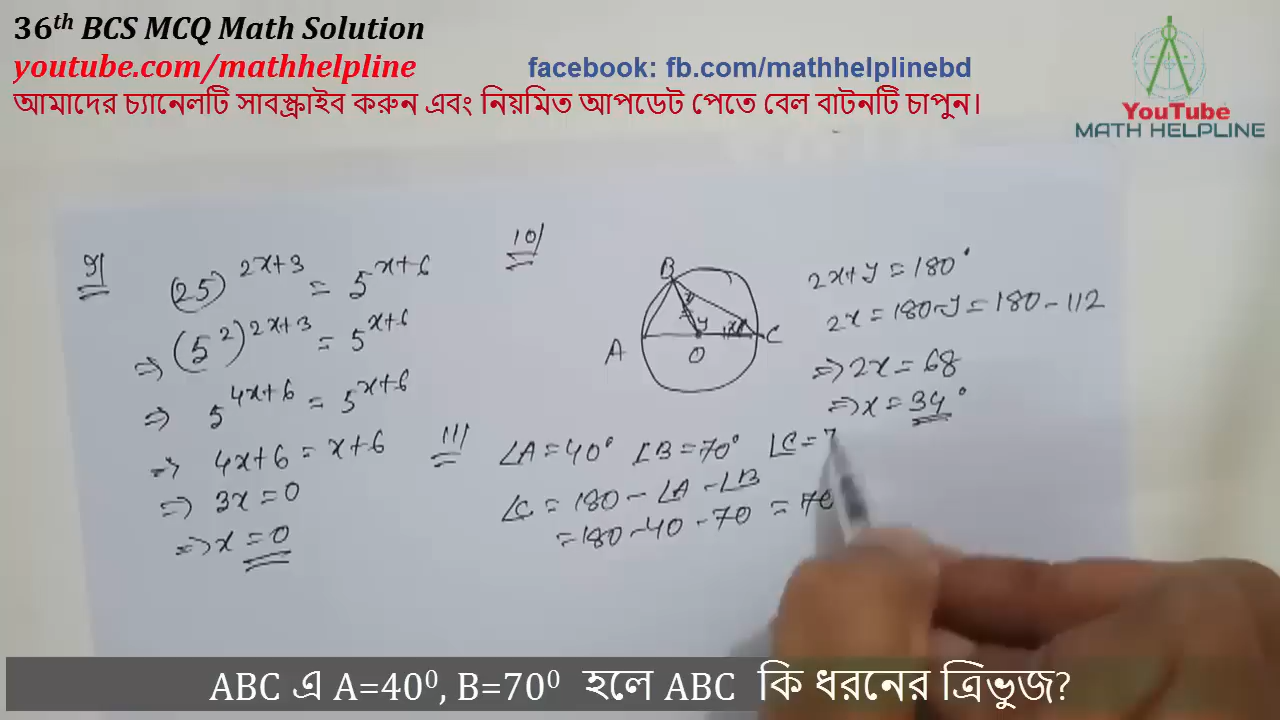 36th BCS MCQ Math Solution
youtube.com/mathhelpline
facebook: fb.com/mathhelplinebd
আমাদের চ্যানেলটি সাবস্ক্রাইব করুন এবং নিয়মিত আপডেট পেতে বেল বাটনটি চাপুন।
YouTube
MATH HELPLINE
9|
(25)^(2x+3) = 5^(x+6)
⇒ (5^2)^(2x+3) = 5^(x+6)
⇒ 5^(4x+6) = 5^(x+6)
⇒ 4x+6 = x+6
⇒ 3x = 0
⇒ x = 0
10|
B
A
O
C
y
x
x
2x+y = 180°
2x = 180-y = 180-112
⇒ 2x = 68
⇒ x = 34°
11|
∠A = 40° ∠B = 70° ∠C = 7
∠C = 180 - ∠A - ∠B
= 180 - 40 - 70 = 70
ABC এ A=40⁰, B=70⁰ হলে ABC কি ধরনের ত্রিভুজ?